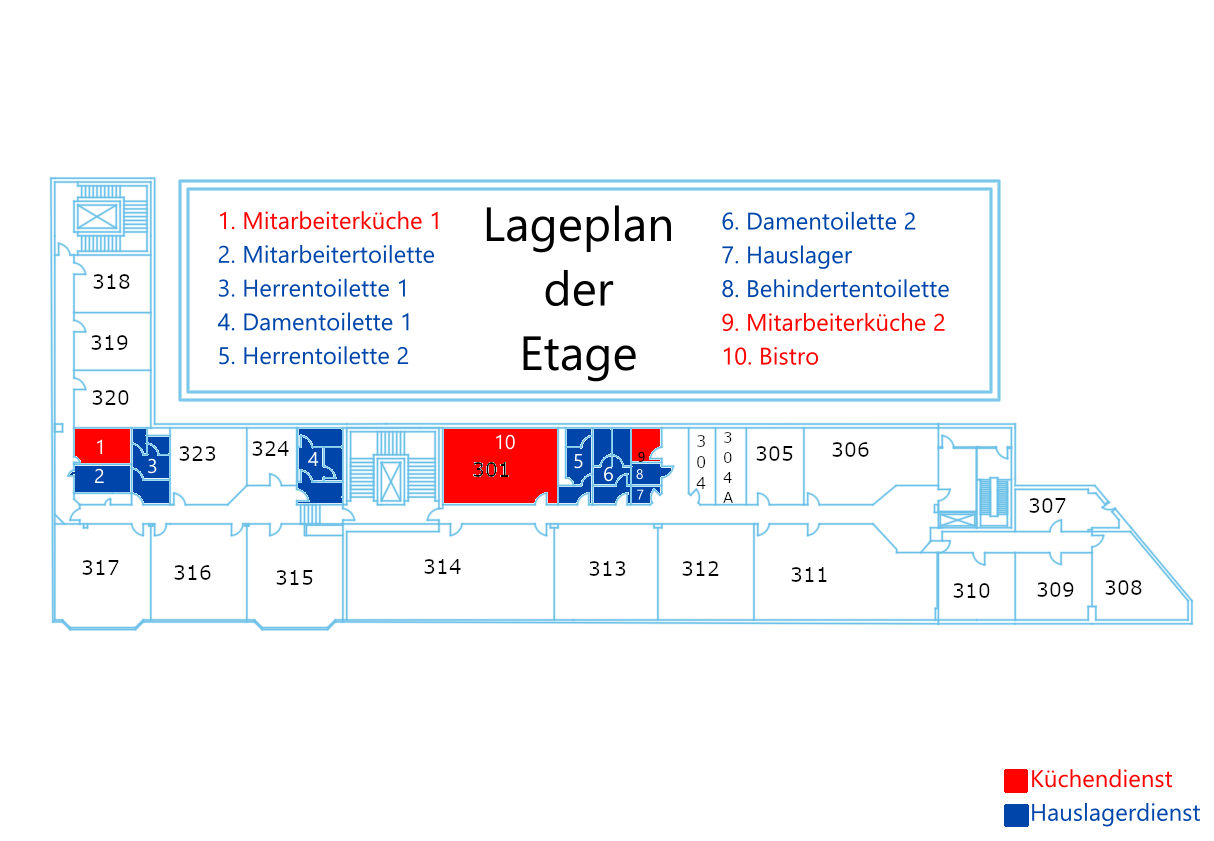 1. Mitarbeiterküche 1
2. Mitarbeitertoilette
3. Herrentoilette 1
4. Damentoilette 1
5. Herrentoilette 2
Lageplan
der
Etage
6. Damentoilette 2
7. Hauslager
8. Behindertentoilette
9. Mitarbeiterküche 2
10. Bistro
318
319
320
1
2
3
323
324
4
10
301
5
6
9
8
7
304
304A
305
306
307
317
316
315
314
313
312
311
310
309
308
Küchendienst
Hauslagerdienst